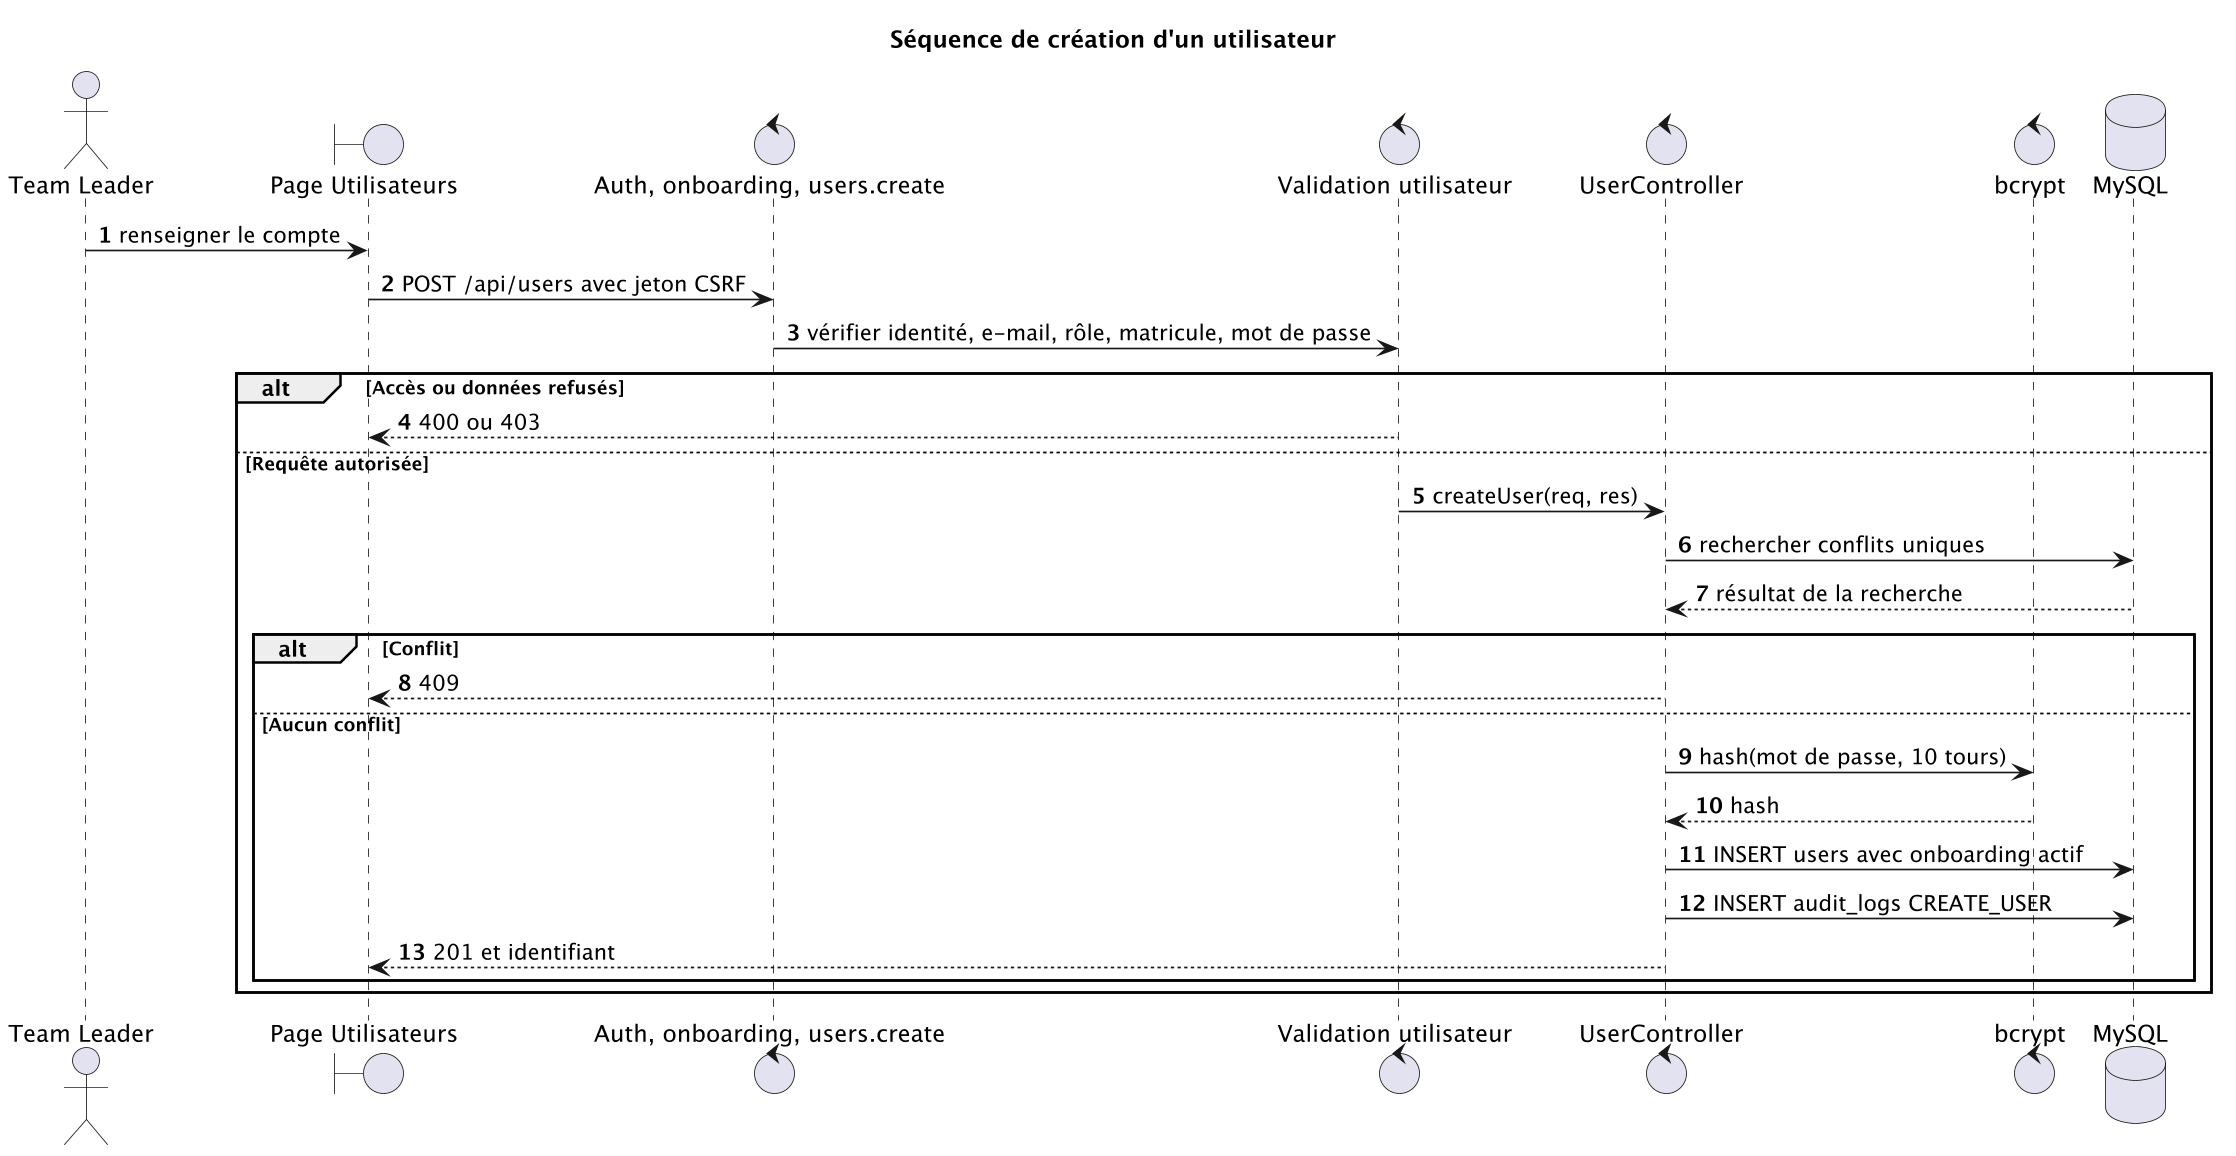 Séquence de création d'un utilisateur
Team Leader
Page Utilisateurs
Auth, onboarding, users.create
Validation utilisateur
UserController
bcrypt
MySQL
1 renseigner le compte
2 POST /api/users avec jeton CSRF
3 vérifier identité, e-mail, rôle, matricule, mot de passe
alt [Accès ou données refusés]
4 400 ou 403
[Requête autorisée]
5 createUser(req, res)
6 rechercher conflits uniques
7 résultat de la recherche
alt [Conflit]
8 409
[Aucun conflit]
9 hash(mot de passe, 10 tours)
10 hash
11 INSERT users avec onboarding actif
12 INSERT audit_logs CREATE_USER
13 201 et identifiant
Team Leader
Page Utilisateurs
Auth, onboarding, users.create
Validation utilisateur
UserController
bcrypt
MySQL